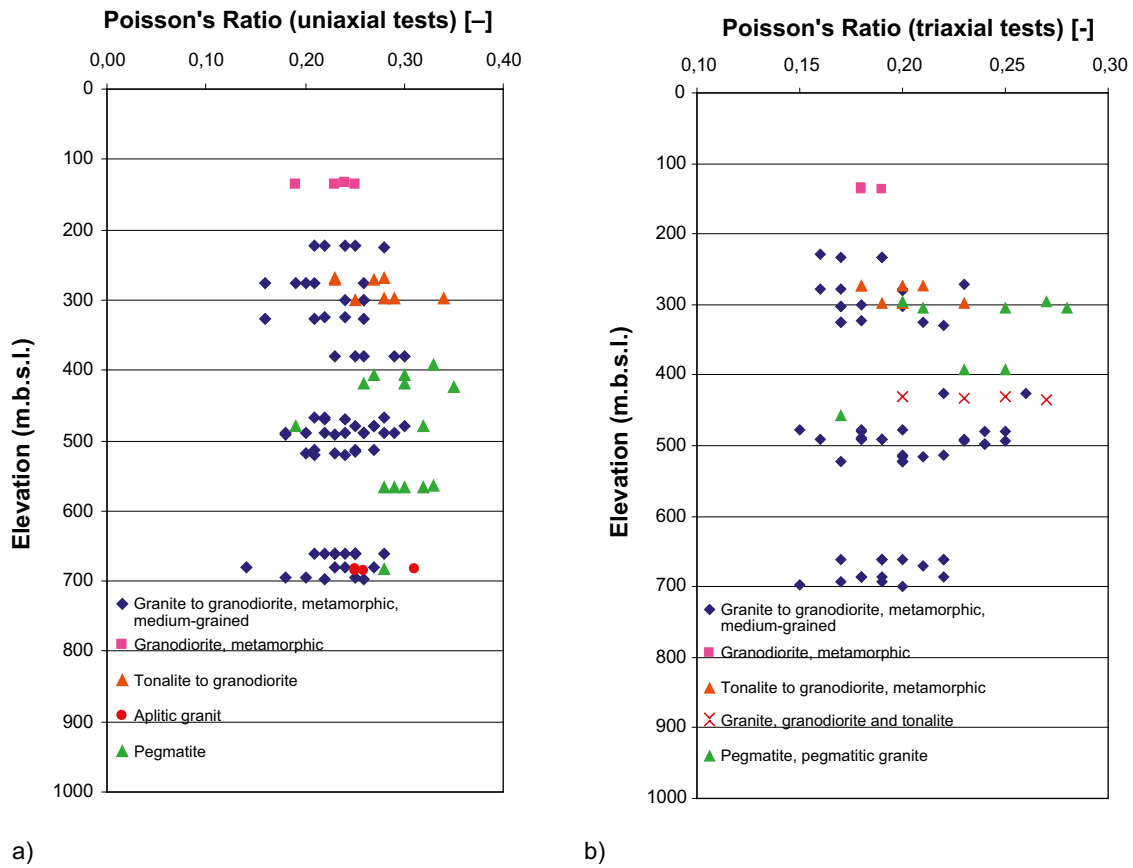 Poisson's Ratio (uniaxial tests) [–]
0,00 0,20 0,30 0,40
0
100
200
300
400
500
600
700
800
900
1000
Elevation (m.b.s.l.)
Granite to granodiorite, metamorphic,
medium-grained
Granodiorite, metamorphic
Tonalite to granodiorite
Aplitic granit
Pegmatite
a)
Poisson's Ratio (triaxial tests) [-]
0,10 0,15 0,20 0,25 0,30
0
100
200
300
400
500
600
700
800
900
1000
Elevation (m.b.s.l.)
Granite to granodiorite, metamorphic,
medium-grained
Granodiorite, metamorphic
Tonalite to granodiorite, metamorphic
Granite, granodiorite and tonalite
Pegmatite, pegmatitic granite
b)